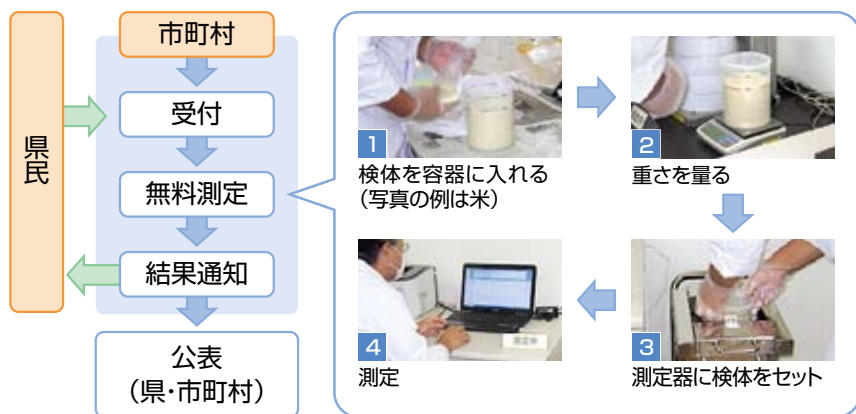 県民
市町村
受付
無料測定
結果通知
公表
（県・市町村）
1
検体を容器に入れる
（写真の例は米）
2
重さを量る
3
測定器に検体をセット
4
測定
測定中